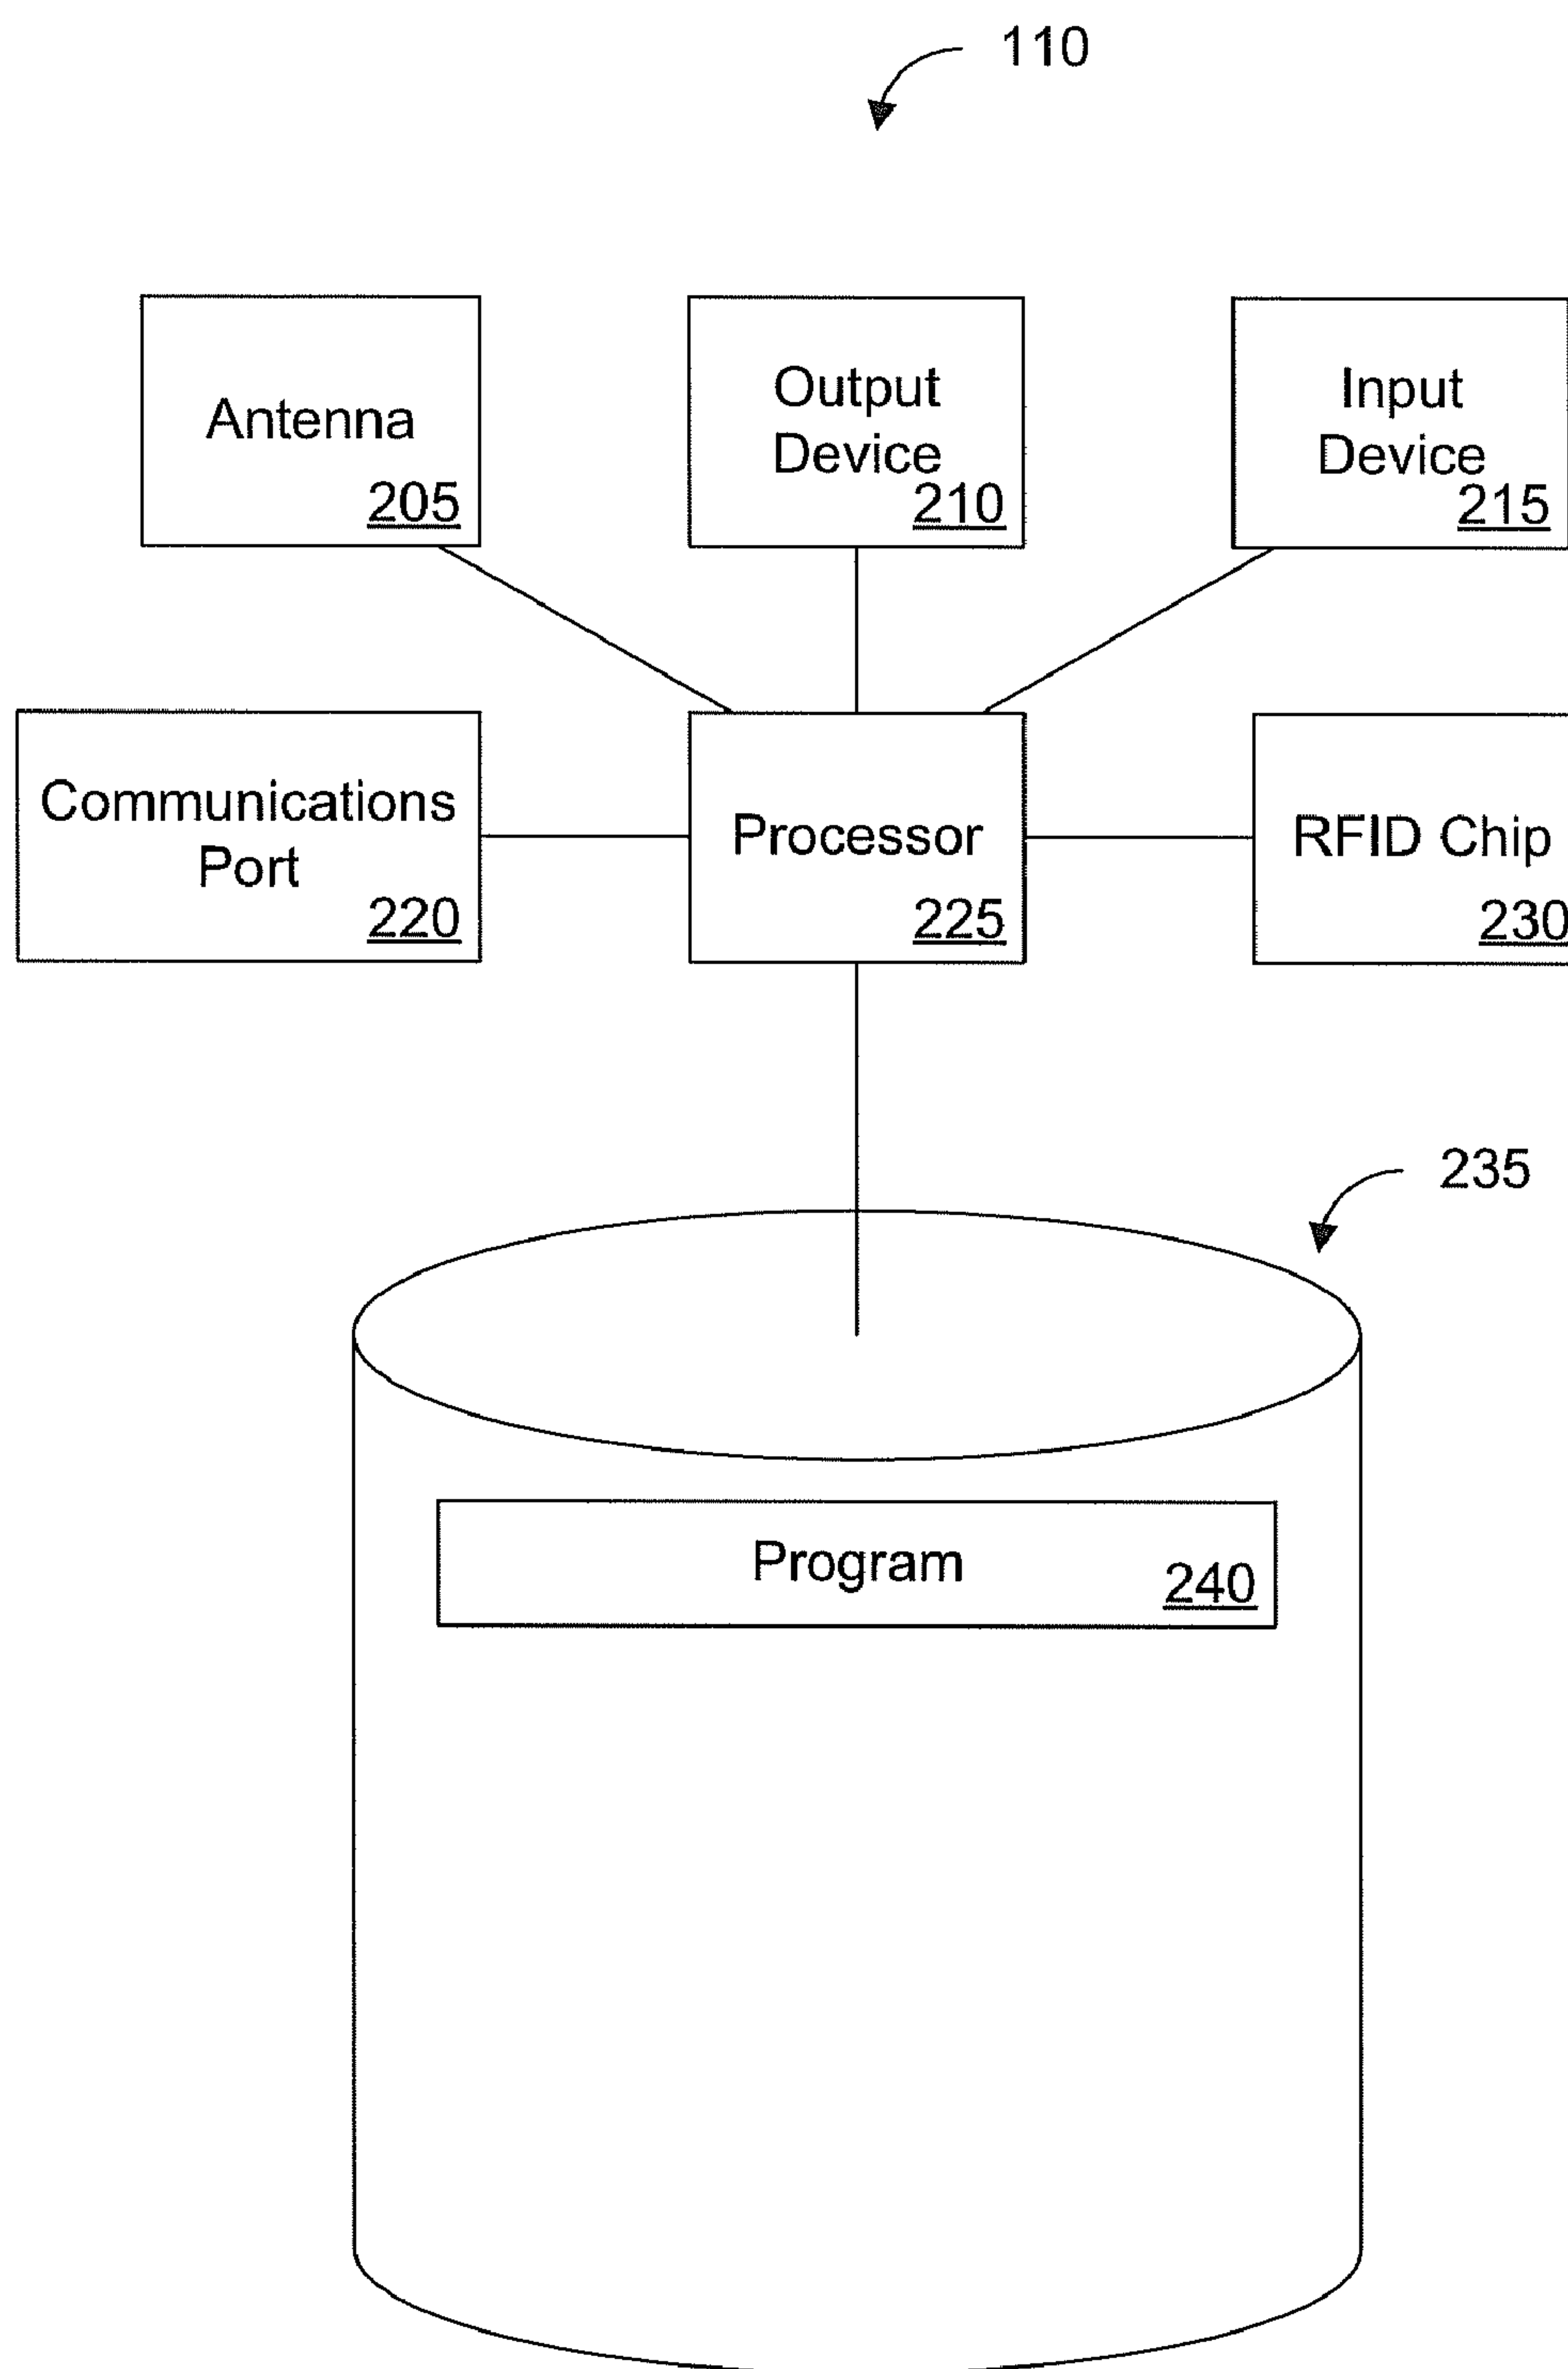 110
Antenna
205
Output
Device
210
Input
Device
215
Communications
Port
220
Processor
225
RFID Chip
230
235
Program
240